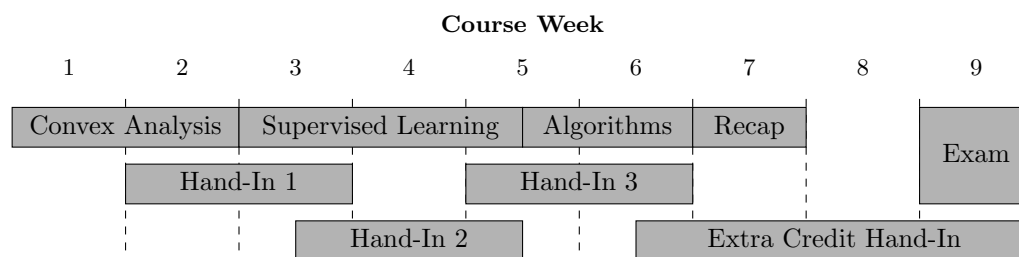 Course Week
1 2 3 4 5 6 7 8 9
Convex Analysis Supervised Learning Algorithms Recap
Exam
Hand-In 1 Hand-In 3
Hand-In 2 Extra Credit Hand-In